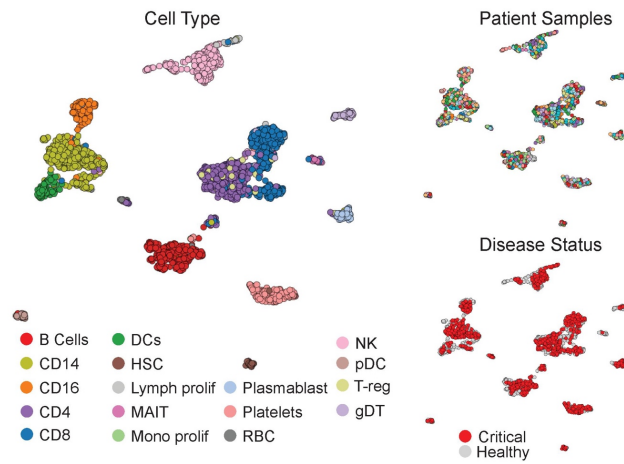 Cell Type
Patient Samples
Disease Status
B Cells
CD14
CD16
CD4
CD8
DCs
HSC
Lymph prolif
MAIT
Mono prolif
Plasmablast
Platelets
RBC
NK
pDC
T-reg
gDT
Critical
Healthy